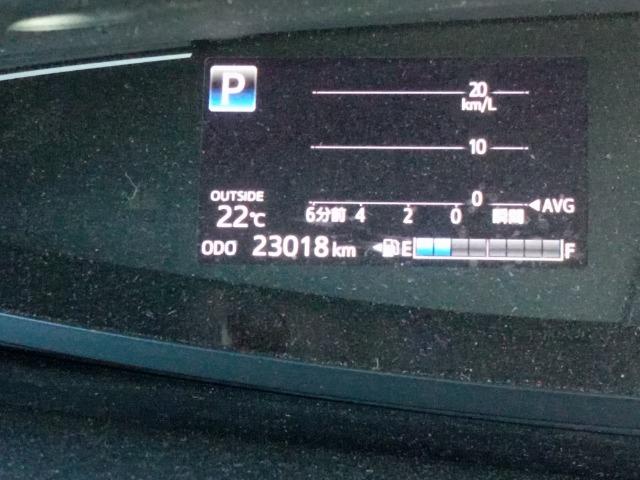 P
20
km/L
10
0
AVG
6分前 4 2 0 瞬間
OUTSIDE
22℃
ODO 23018 km E F